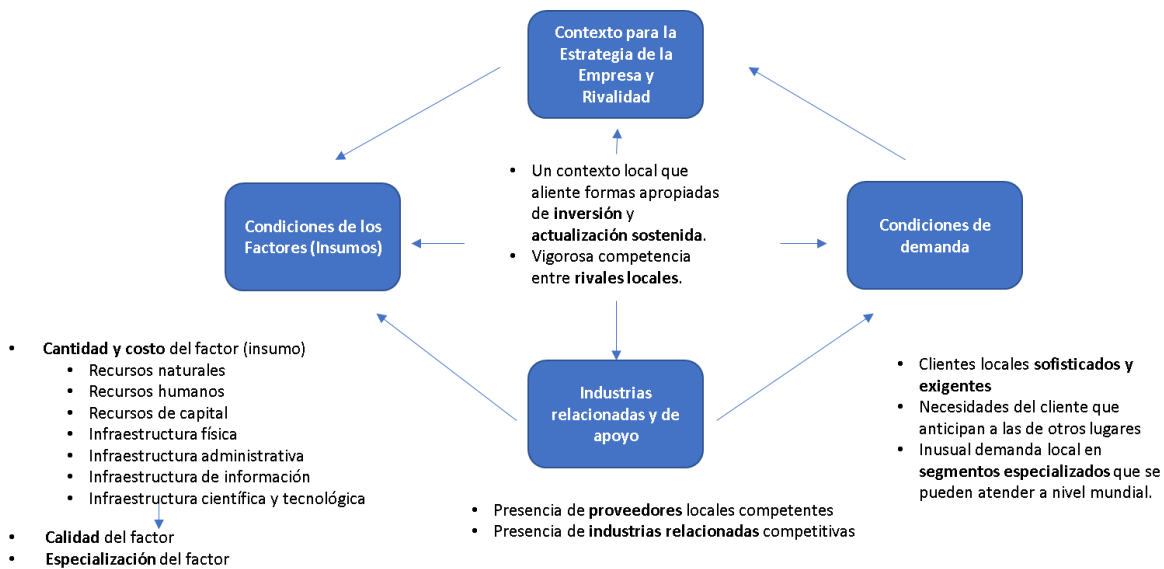 Contexto para la
Estrategia de la
Empresa y
Rivalidad
• Un contexto local que
aliente formas apropiadas
de inversión y
actualización sostenida.
• Vigorosa competencia
entre rivales locales.
Condiciones de los
Factores (Insumos)
Condiciones de
demanda
Industrias
relacionadas y de
apoyo
• Cantidad y costo del factor (insumo)
• Recursos naturales
• Recursos humanos
• Recursos de capital
• Infraestructura física
• Infraestructura administrativa
• Infraestructura de información
• Infraestructura científica y tecnológica
• Calidad del factor
• Especialización del factor
• Presencia de proveedores locales competentes
• Presencia de industrias relacionadas competitivas
• Clientes locales sofisticados y
exigentes
• Necesidades del cliente que
anticipan a las de otros lugares
• Inusual demanda local en
segmentos especializados que se
pueden atender a nivel mundial.